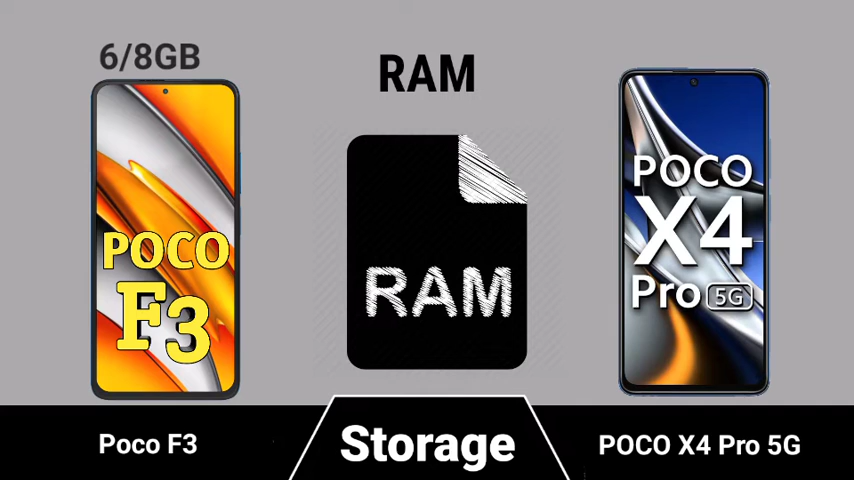 6/8GB
RAM
POCO
F3
RAM
POCO
X4
Pro 5G
Poco F3
Storage
POCO X4 Pro 5G